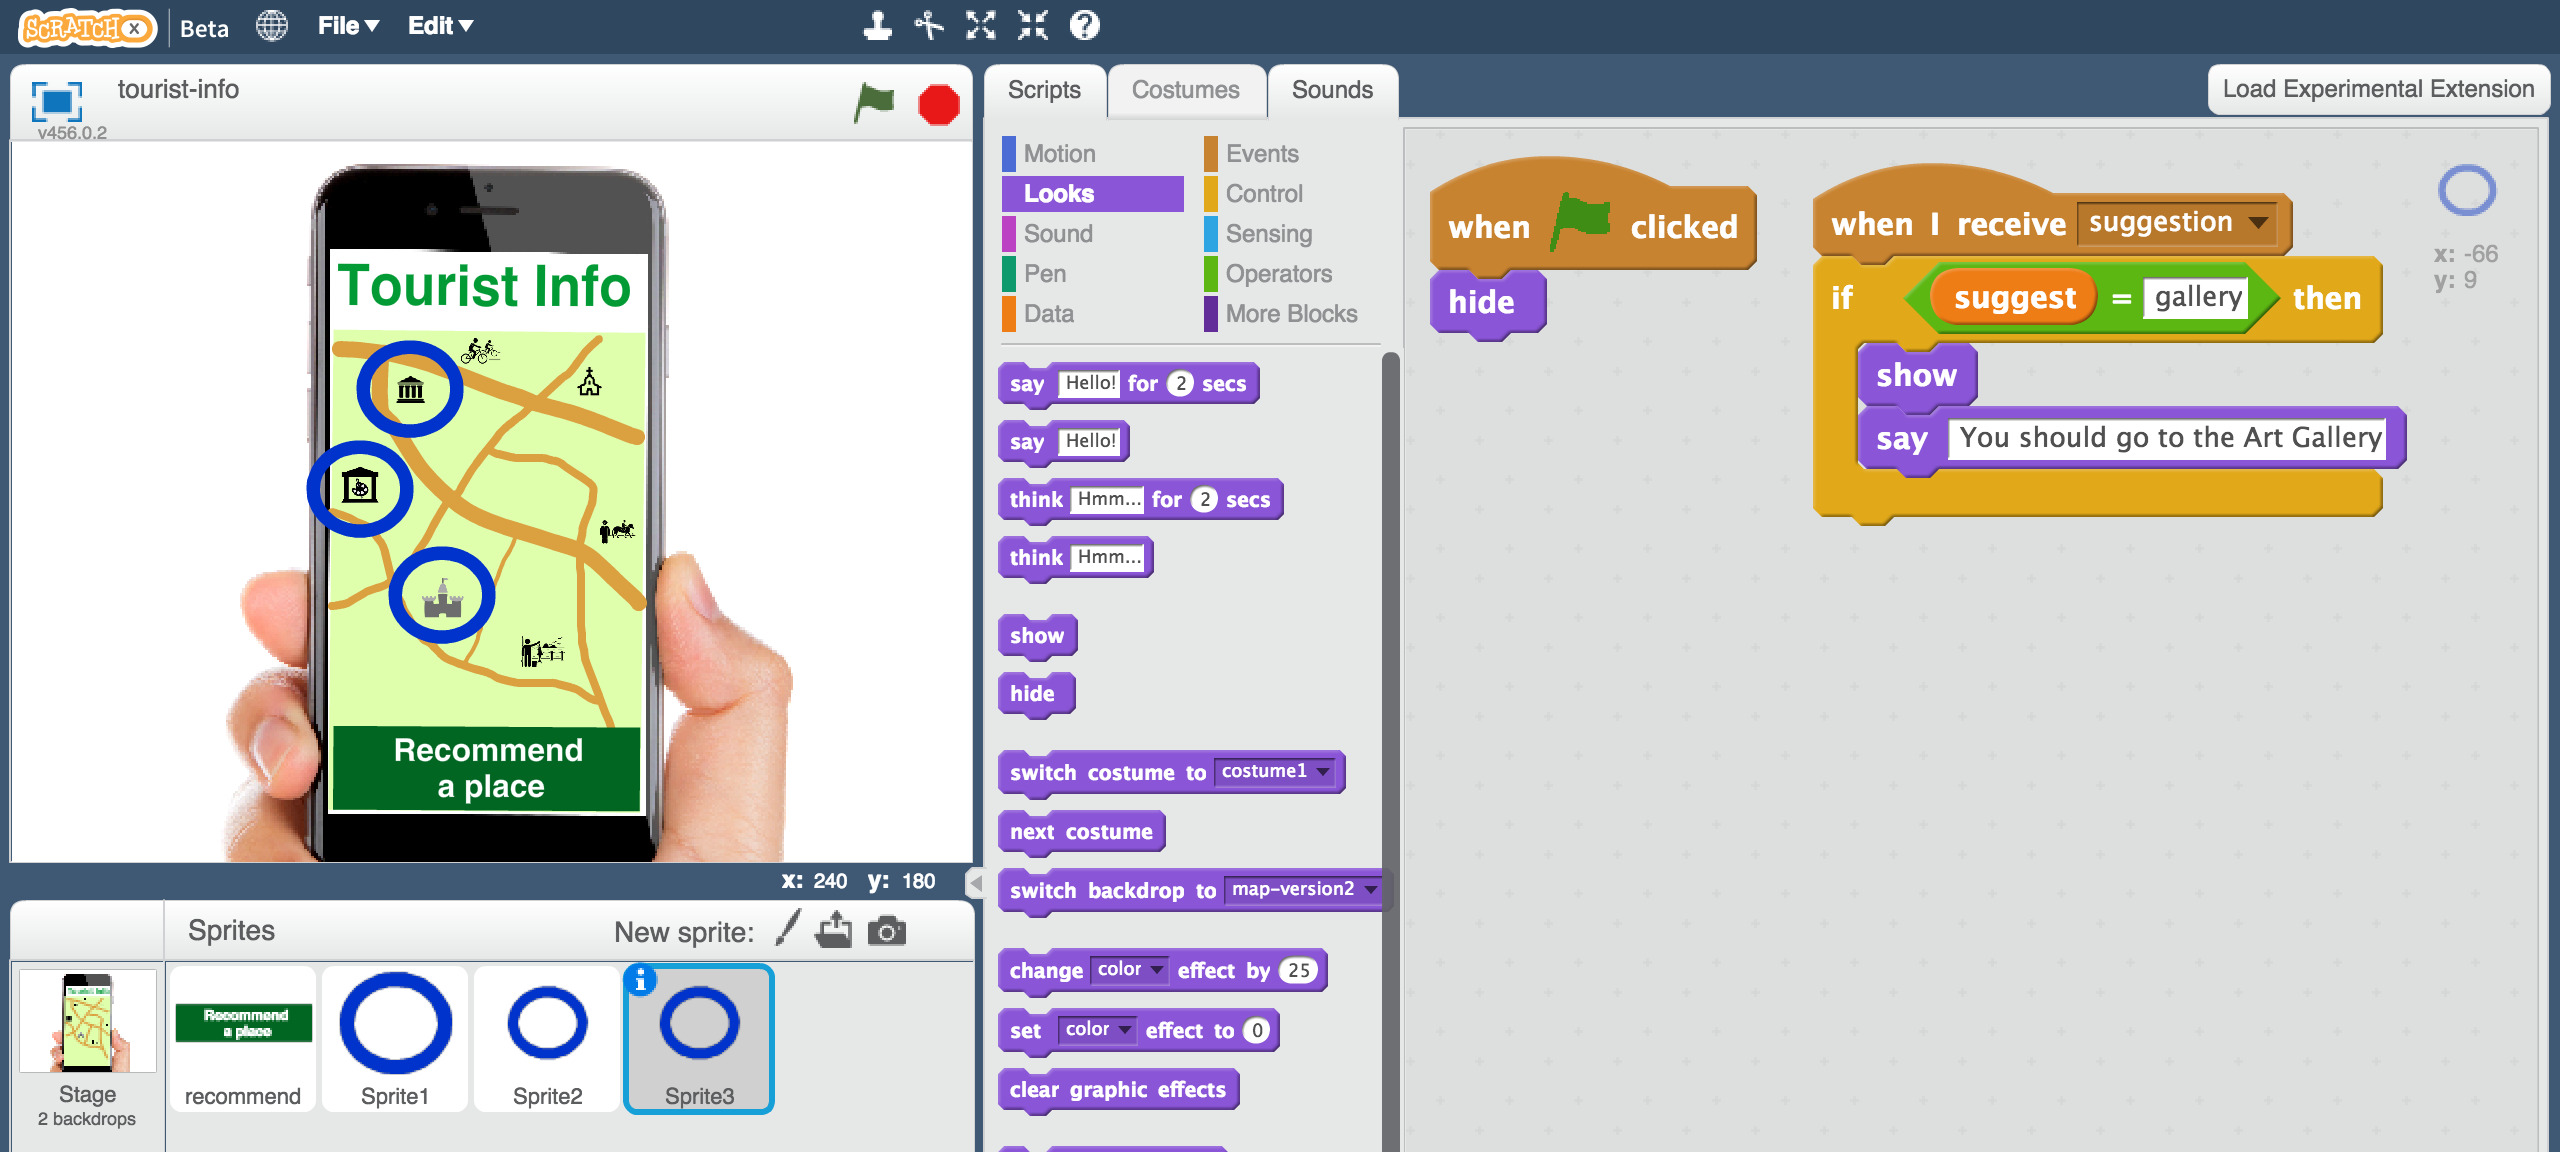 SCRATCHX
Beta
File
Edit
tourist-info
v456.0.2
Scripts
Costumes
Sounds
Load Experimental Extension
Tourist Info
Recommend
a place
x: 240 y: 180
Sprites
New sprite:
Tourist Info
Stage
2 backdrops
Recommend
a place
recommend
Sprite1
Sprite2
i
Sprite3
Motion
Looks
Sound
Pen
Data
Events
Control
Sensing
Operators
More Blocks
say Hello! for 2 secs
say Hello!
think Hmm... for 2 secs
think Hmm...
show
hide
switch costume to costume1
next costume
switch backdrop to map-version2
change color effect by 25
set color effect to 0
clear graphic effects
when clicked
hide
when I receive suggestion
if suggest = gallery then
show
say You should go to the Art Gallery
x: -66
y: 9